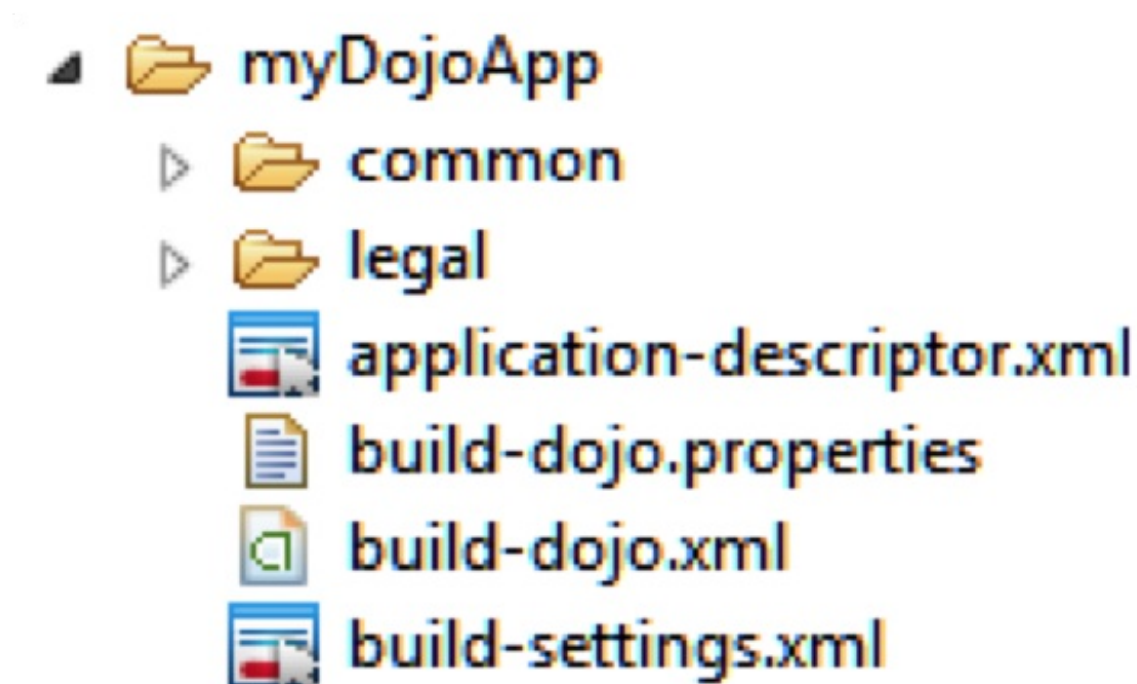 myDojoApp
common
legal
application-descriptor.xml
build-dojo.properties
build-dojo.xml
build-settings.xml